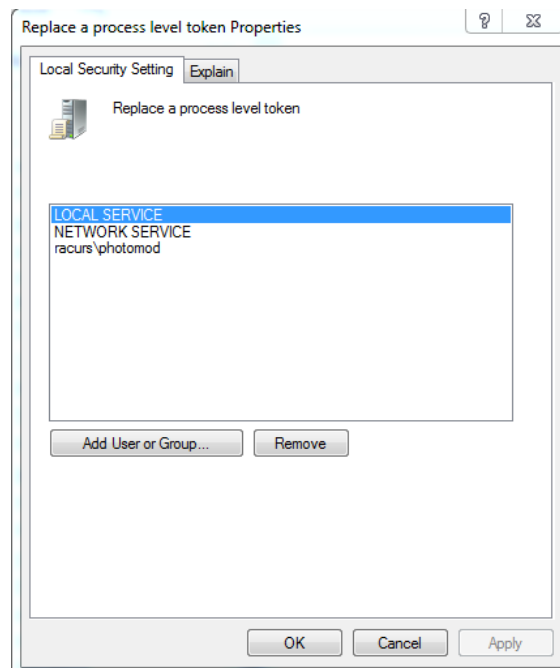 Replace a process level token Properties
Local Security Setting
Explain
Replace a process level token
LOCAL SERVICE
NETWORK SERVICE
racurs\photomod
Add User or Group...
Remove
OK
Cancel
Apply